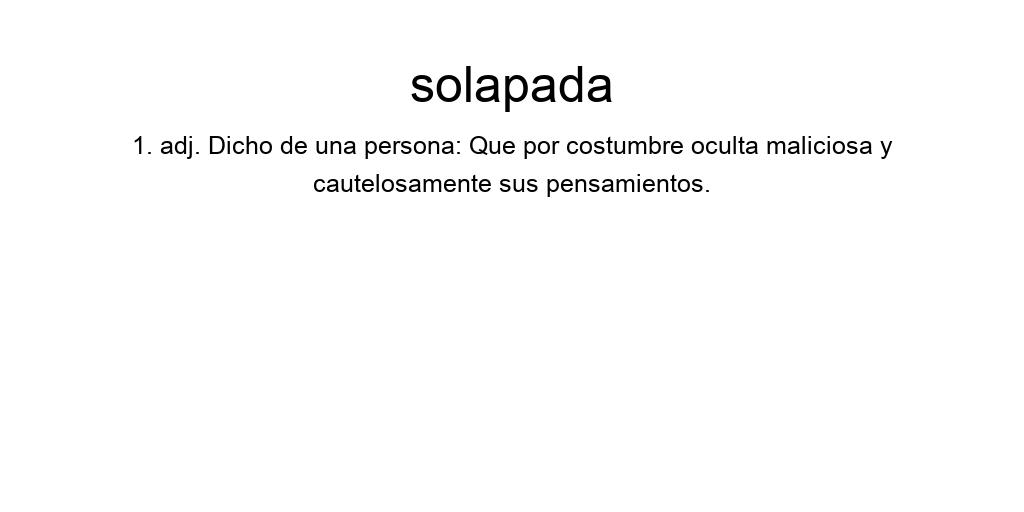 solapada
1. adj. Dicho de una persona: Que por costumbre oculta maliciosa y
cautelosamente sus pensamientos.